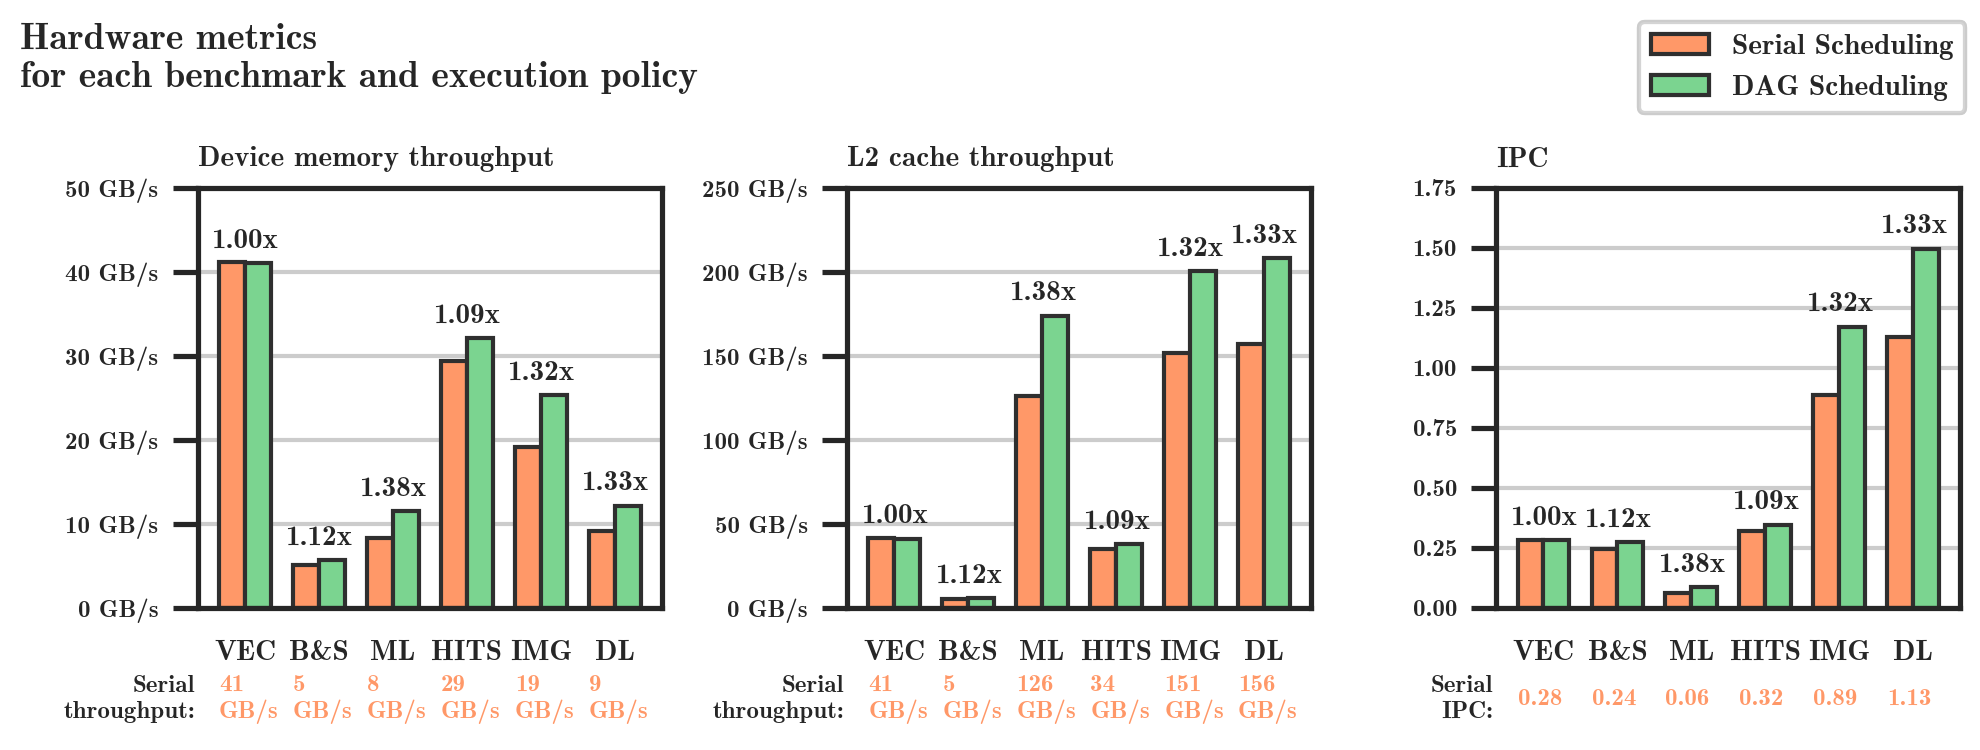 Hardware metrics
for each benchmark and execution policy
Serial Scheduling
DAG Scheduling
Device memory throughput
50 GB/s
40 GB/s
30 GB/s
20 GB/s
10 GB/s
0 GB/s
1.00x
1.12x
1.38x
1.09x
1.32x
1.33x
VEC B&S ML HITS IMG DL
Serial 41 5 8 29 19 9
throughput: GB/s GB/s GB/s GB/s GB/s GB/s
L2 cache throughput
250 GB/s
200 GB/s
150 GB/s
100 GB/s
50 GB/s
0 GB/s
1.00x
1.12x
1.38x
1.09x
1.32x
1.33x
VEC B&S ML HITS IMG DL
Serial 41 5 126 34 151 156
throughput: GB/s GB/s GB/s GB/s GB/s GB/s
IPC
1.75
1.50
1.25
1.00
0.75
0.50
0.25
0.00
1.00x
1.12x
1.38x
1.09x
1.32x
1.33x
VEC B&S ML HITS IMG DL
Serial
IPC: 0.28 0.24 0.06 0.32 0.89 1.13